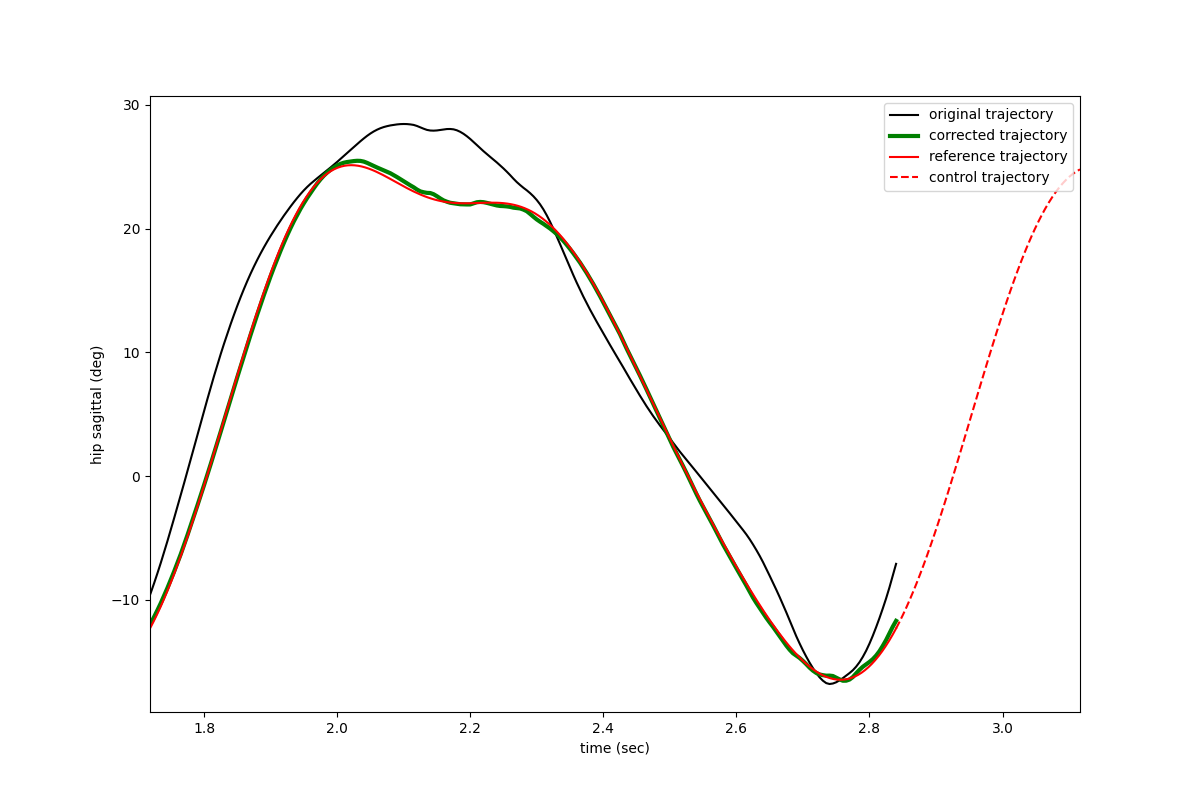 30
20
10
0
−10
hip sagittal (deg)
original trajectory
corrected trajectory
reference trajectory
control trajectory
1.8
2.0
2.2
2.4
2.6
2.8
3.0
time (sec)